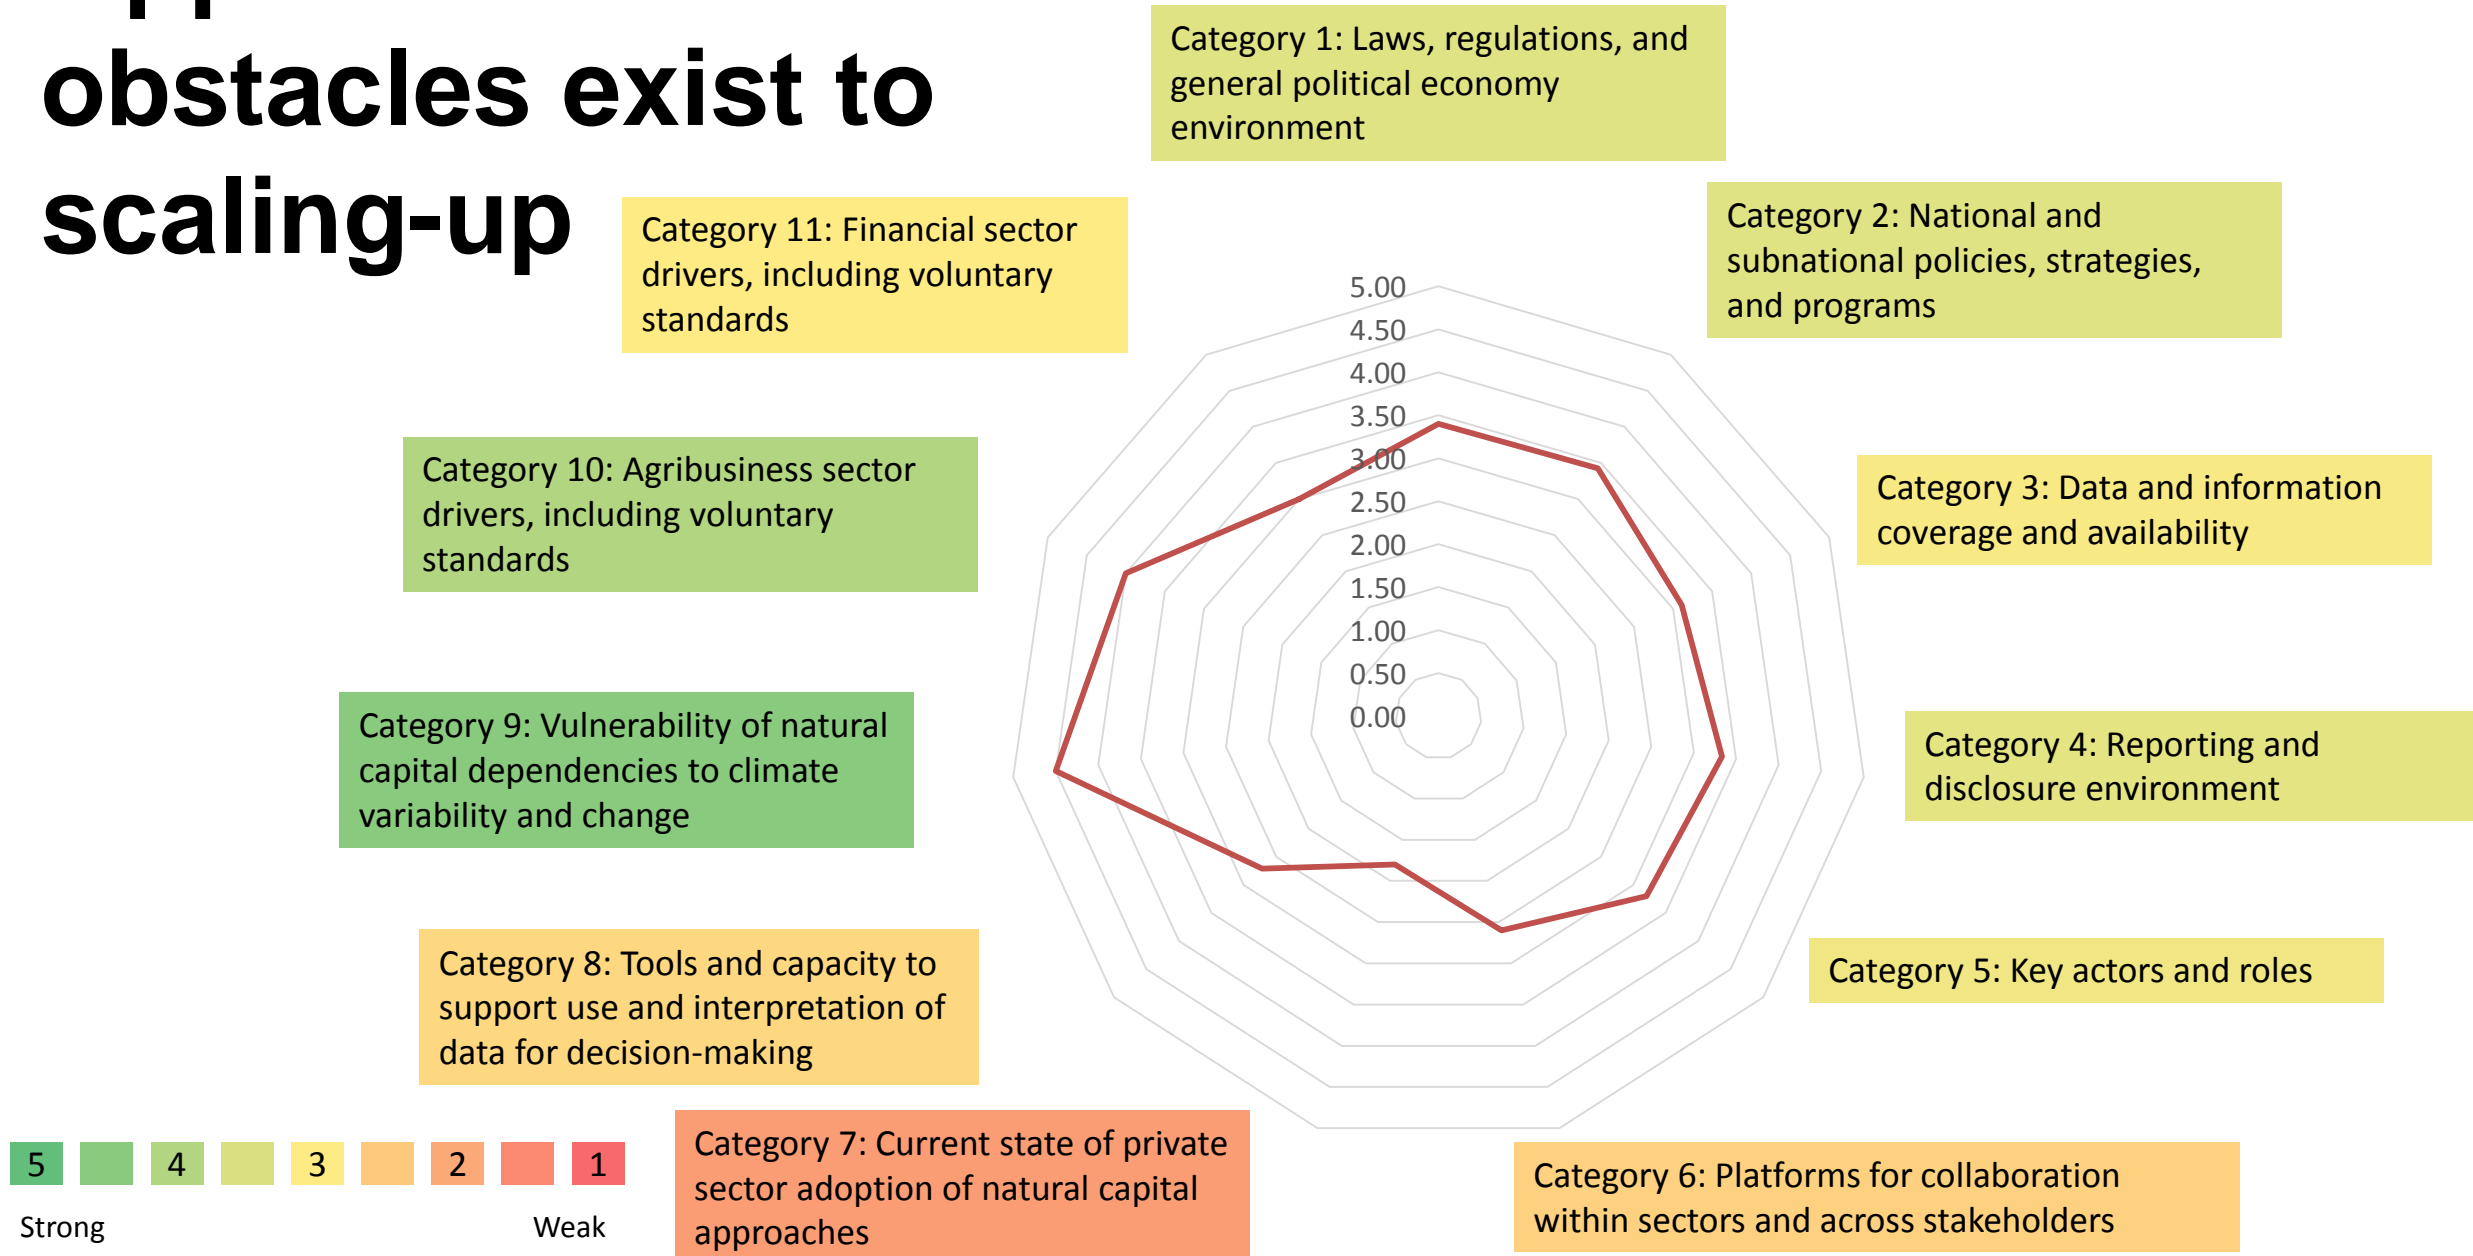 obstacles exist to
scaling-up
Category 1: Laws, regulations, and
general political economy
environment
Category 2: National and
subnational policies, strategies,
and programs
Category 3: Data and information
coverage and availability
Category 4: Reporting and
disclosure environment
Category 5: Key actors and roles
Category 6: Platforms for collaboration
within sectors and across stakeholders
Category 7: Current state of private
sector adoption of natural capital
approaches
Category 8: Tools and capacity to
support use and interpretation of
data for decision-making
Category 9: Vulnerability of natural
capital dependencies to climate
variability and change
Category 10: Agribusiness sector
drivers, including voluntary
standards
Category 11: Financial sector
drivers, including voluntary
standards
5.00
4.50
4.00
3.50
3.00
2.50
2.00
1.50
1.00
0.50
0.00
5 4 3 2 1
Strong Weak